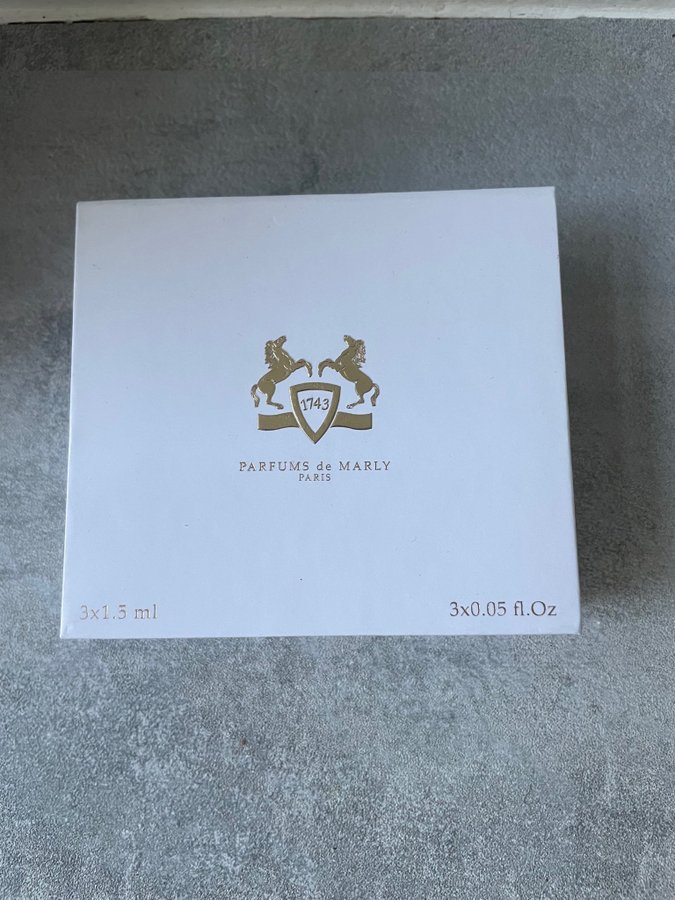 1743
PARFUMS de MARLY
PARIS
3x1.5 ml
3x0.05 fl.Oz